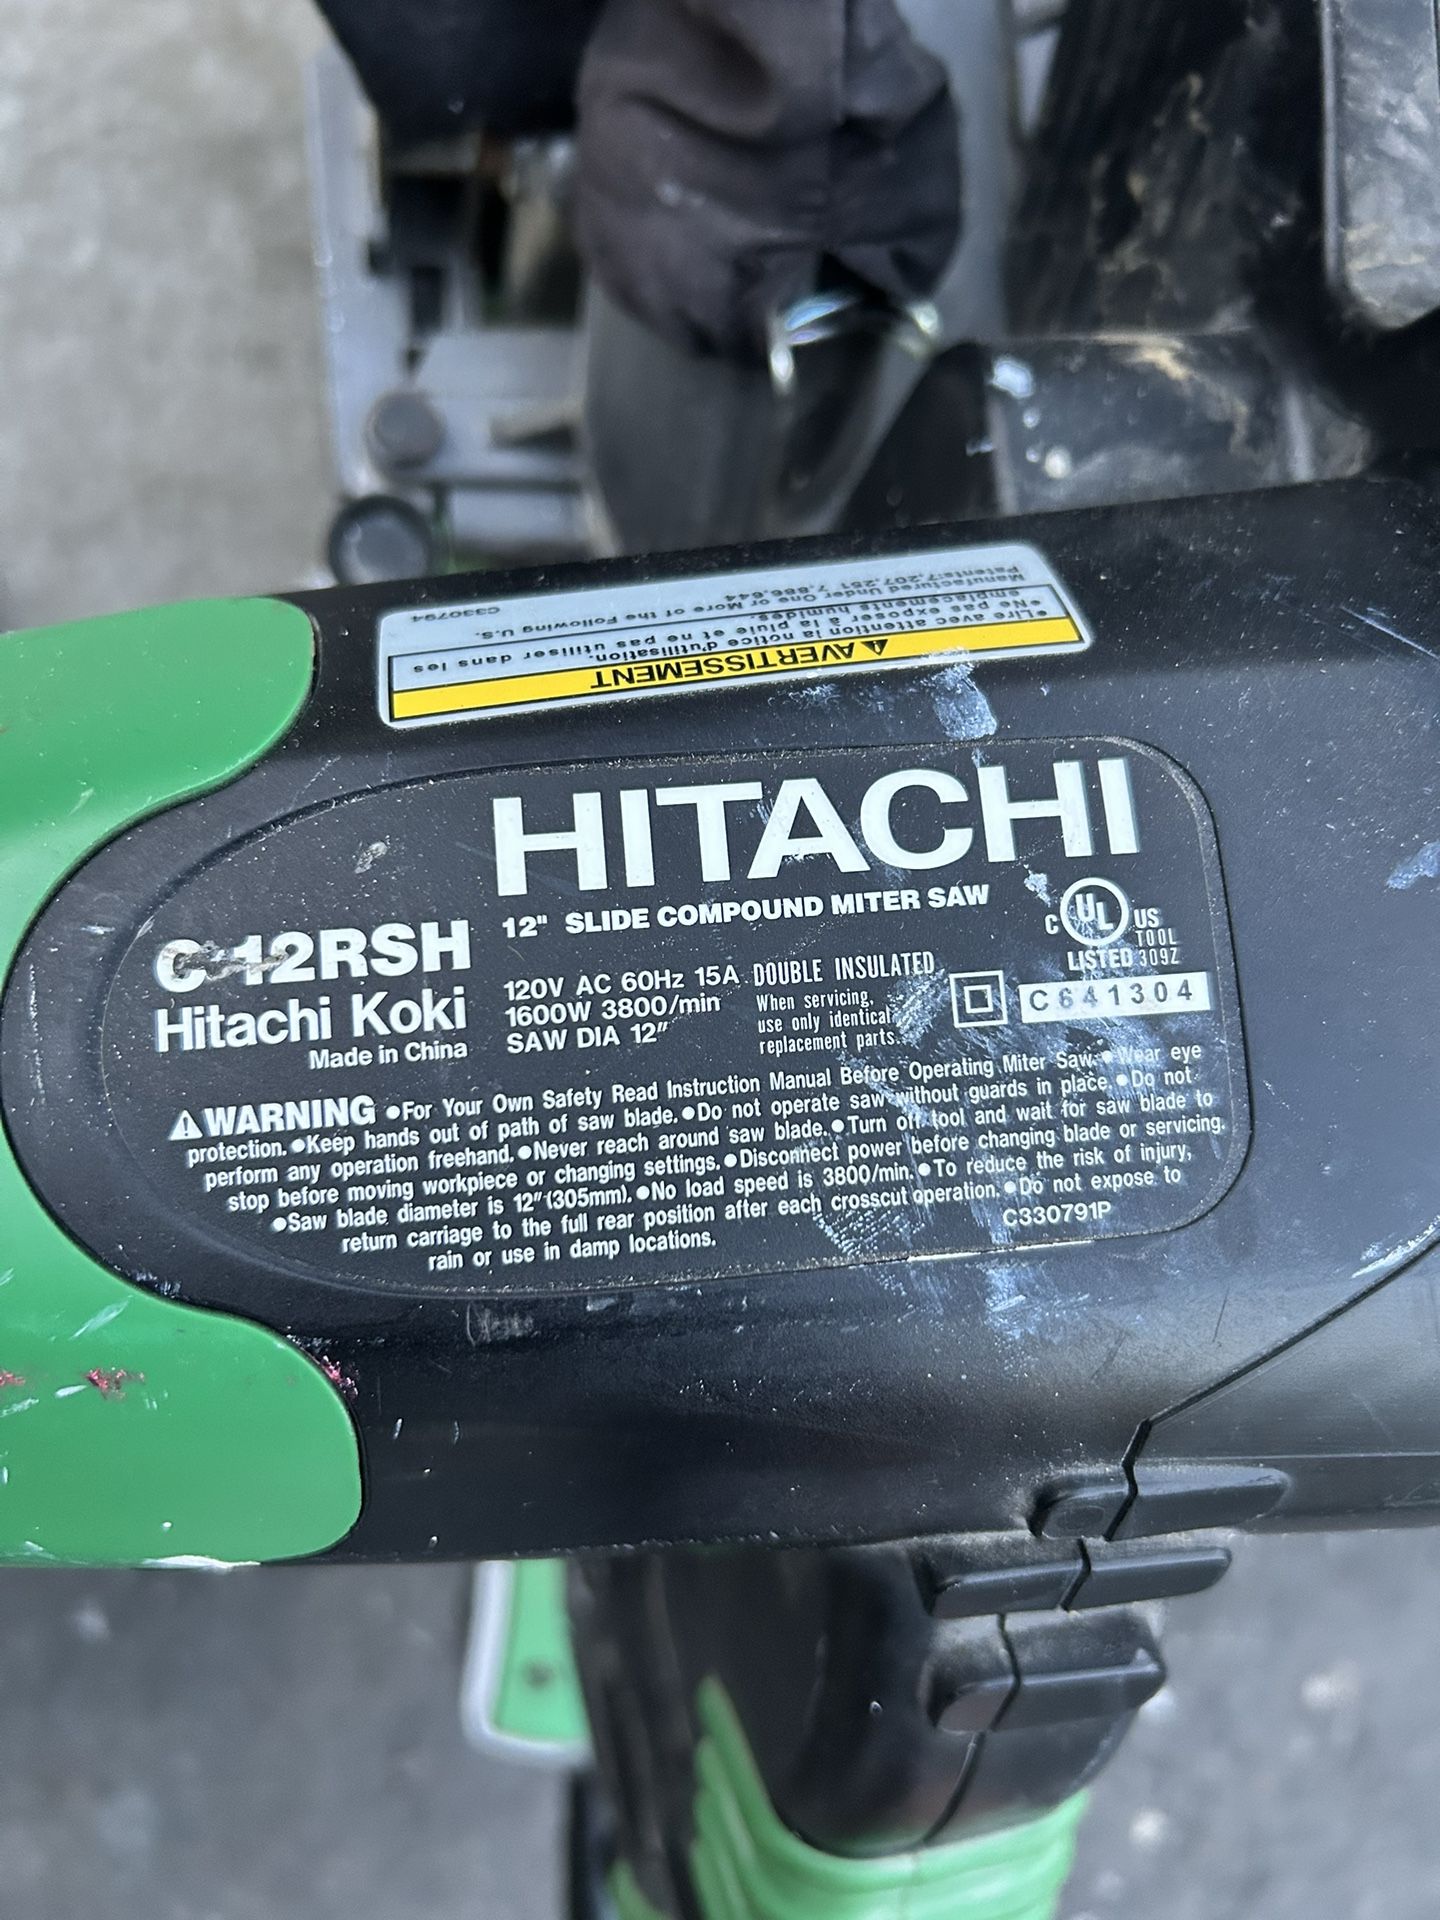 ⚠ AVERTISSEMENT
●Lire avec attention la notice d'utilisation.
●Ne pas exposer à la pluie et ne pas utiliser dans les
emplacements humides.
Manufactured Under One or More of the Following U.S.
Patents:7,207,251 7,886,644
C330794
HITACHI
12" SLIDE COMPOUND MITER SAW
C 12RSH
Hitachi Koki
Made in China
120V AC 60Hz 15A
1600W 3800/min
SAW DIA 12"
DOUBLE INSULATED
When servicing,
use only identical
replacement parts.
C UL US
TOOL
LISTED 309Z
C641304
⚠WARNING ●For Your Own Safety Read Instruction Manual Before Operating Miter Saw.●Wear eye
protection.●Keep hands out of path of saw blade.●Do not operate saw without guards in place.●Do not
perform any operation freehand.●Never reach around saw blade.●Turn off tool and wait for saw blade to
stop before moving workpiece or changing settings.●Disconnect power before changing blade or servicing.
●Saw blade diameter is 12"(305mm).●No load speed is 3800/min.●To reduce the risk of injury,
return carriage to the full rear position after each crosscut operation.●Do not expose to
rain or use in damp locations.
C330791P